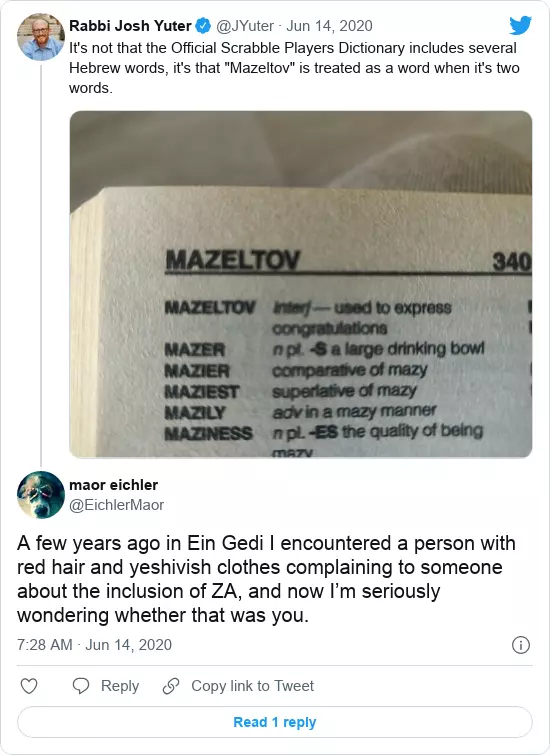 Rabbi Josh Yuter @JYuter · Jun 14, 2020
It's not that the Official Scrabble Players Dictionary includes several
Hebrew words, it's that "Mazeltov" is treated as a word when it's two
words.
MAZELTOV 340
MAZELTOV interj — used to express
congratulations
MAZER n pl. -S a large drinking bowl
MAZIER comparative of mazy
MAZIEST superlative of mazy
MAZILY adv in a mazy manner
MAZINESS n pl. -ES the quality of being
mazy
maor eichler
@EichlerMaor
A few years ago in Ein Gedi I encountered a person with
red hair and yeshivish clothes complaining to someone
about the inclusion of ZA, and now I’m seriously
wondering whether that was you.
7:28 AM · Jun 14, 2020
Reply Copy link to Tweet
Read 1 reply